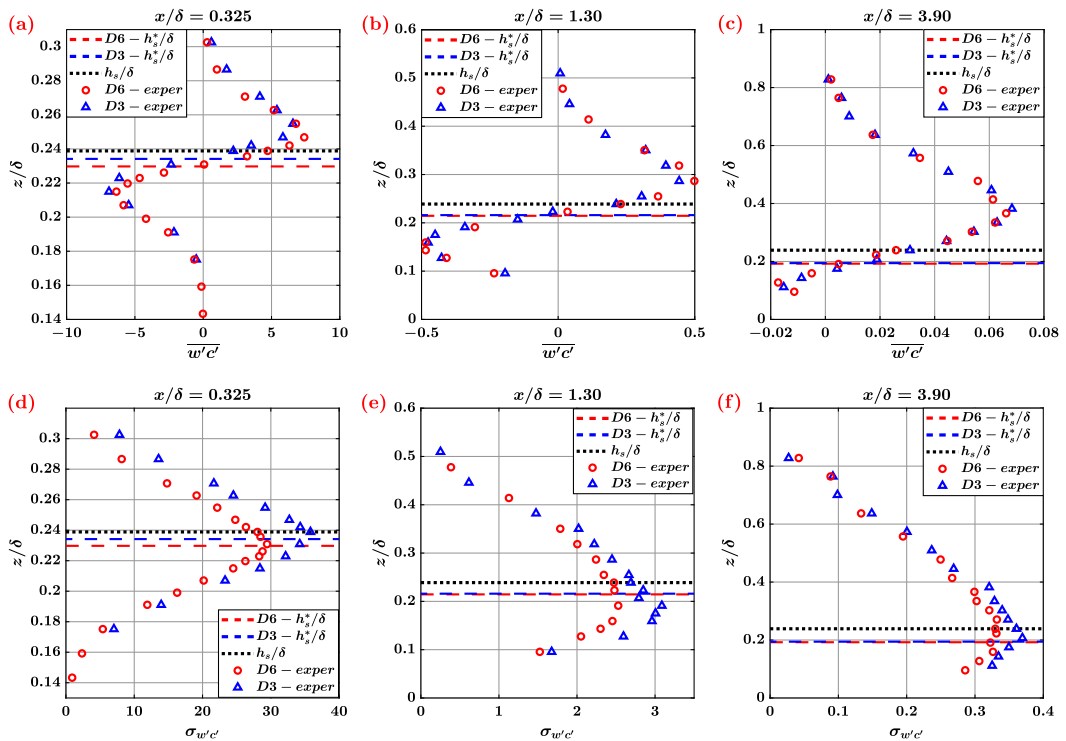 (a)
x/δ = 0.325
z/δ
0.3
0.28
0.26
0.24
0.22
0.2
0.18
0.16
0.14
D6 − h*s/δ
D3 − h*s/δ
hs/δ
D6 − exper
D3 − exper
−10 −5 0 5 10
w′c′
(b)
x/δ = 1.30
z/δ
0.6
0.5
0.4
0.3
0.2
0.1
0
D6 − h*s/δ
D3 − h*s/δ
hs/δ
D6 − exper
D3 − exper
−0.5 0 0.5
w′c′
(c)
x/δ = 3.90
z/δ
1
0.8
0.6
0.4
0.2
0
D6 − h*s/δ
D3 − h*s/δ
hs/δ
D6 − exper
D3 − exper
−0.02 0 0.02 0.04 0.06 0.08
w′c′
(d)
x/δ = 0.325
z/δ
0.3
0.28
0.26
0.24
0.22
0.2
0.18
0.16
0.14
D6 − h*s/δ
D3 − h*s/δ
hs/δ
D6 − exper
D3 − exper
0 10 20 30 40
σw′c′
(e)
x/δ = 1.30
z/δ
0.6
0.5
0.4
0.3
0.2
0.1
0
D6 − h*s/δ
D3 − h*s/δ
hs/δ
D6 − exper
D3 − exper
0 1 2 3
σw′c′
(f)
x/δ = 3.90
z/δ
1
0.8
0.6
0.4
0.2
0
D6 − h*s/δ
D3 − h*s/δ
hs/δ
D6 − exper
D3 − exper
0 0.1 0.2 0.3 0.4
σw′c′